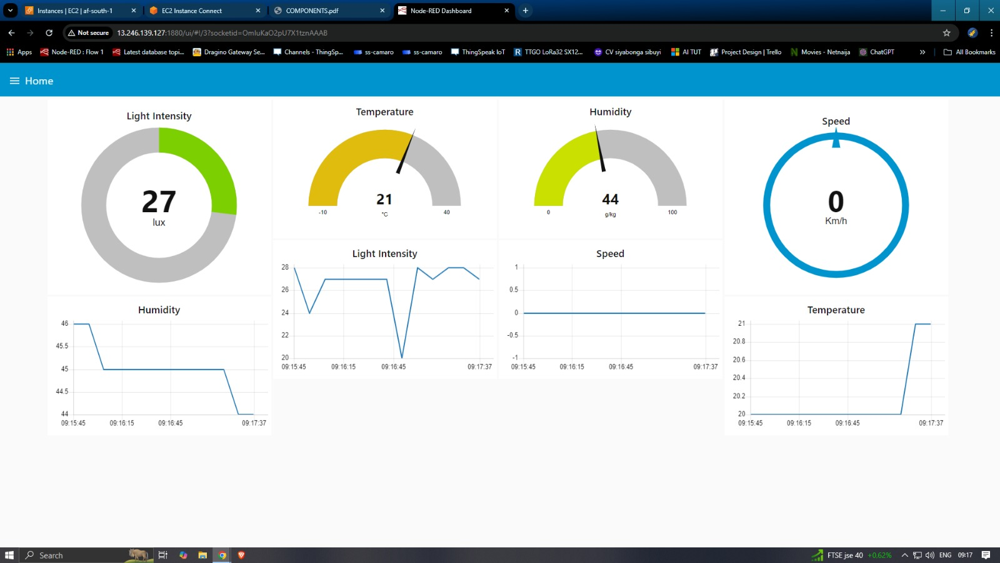 Instances | EC2 | af-south-1
EC2 Instance Connect
COMPONENTS.pdf
Node-RED Dashboard
Not secure
13.246.139.127:1880/ui/#!/3?socketid=OmIuKaO2pU7X1tznAAAB
Apps
Node-RED : Flow 1
Latest database topi...
Dragino Gateway Se...
Channels - ThingSp...
ss-camaro
ss-camaro
ThingSpeak IoT
R
TTGO LoRa32 SX12...
CV siyabonga sibuyi
AI TUT
Project Design | Trello
Movies - Netnaija
ChatGPT
All Bookmarks
Home
Light Intensity
27
lux
Temperature
21
-10
°C
40
Humidity
44
0
g/kg
100
Speed
0
Km/h
Humidity
46
45.5
45
44.5
44
09:15:45
09:16:15
09:16:45
09:17:37
Light Intensity
28
26
24
22
20
09:15:45
09:16:15
09:16:45
09:17:37
Speed
1
0.5
0
-0.5
-1
09:15:45
09:16:15
09:16:45
09:17:37
Temperature
21
20.8
20.6
20.4
20.2
20
09:15:45
09:16:15
09:16:45
09:17:37
Search
FTSE jse 40 +0.62%
ENG
09:17